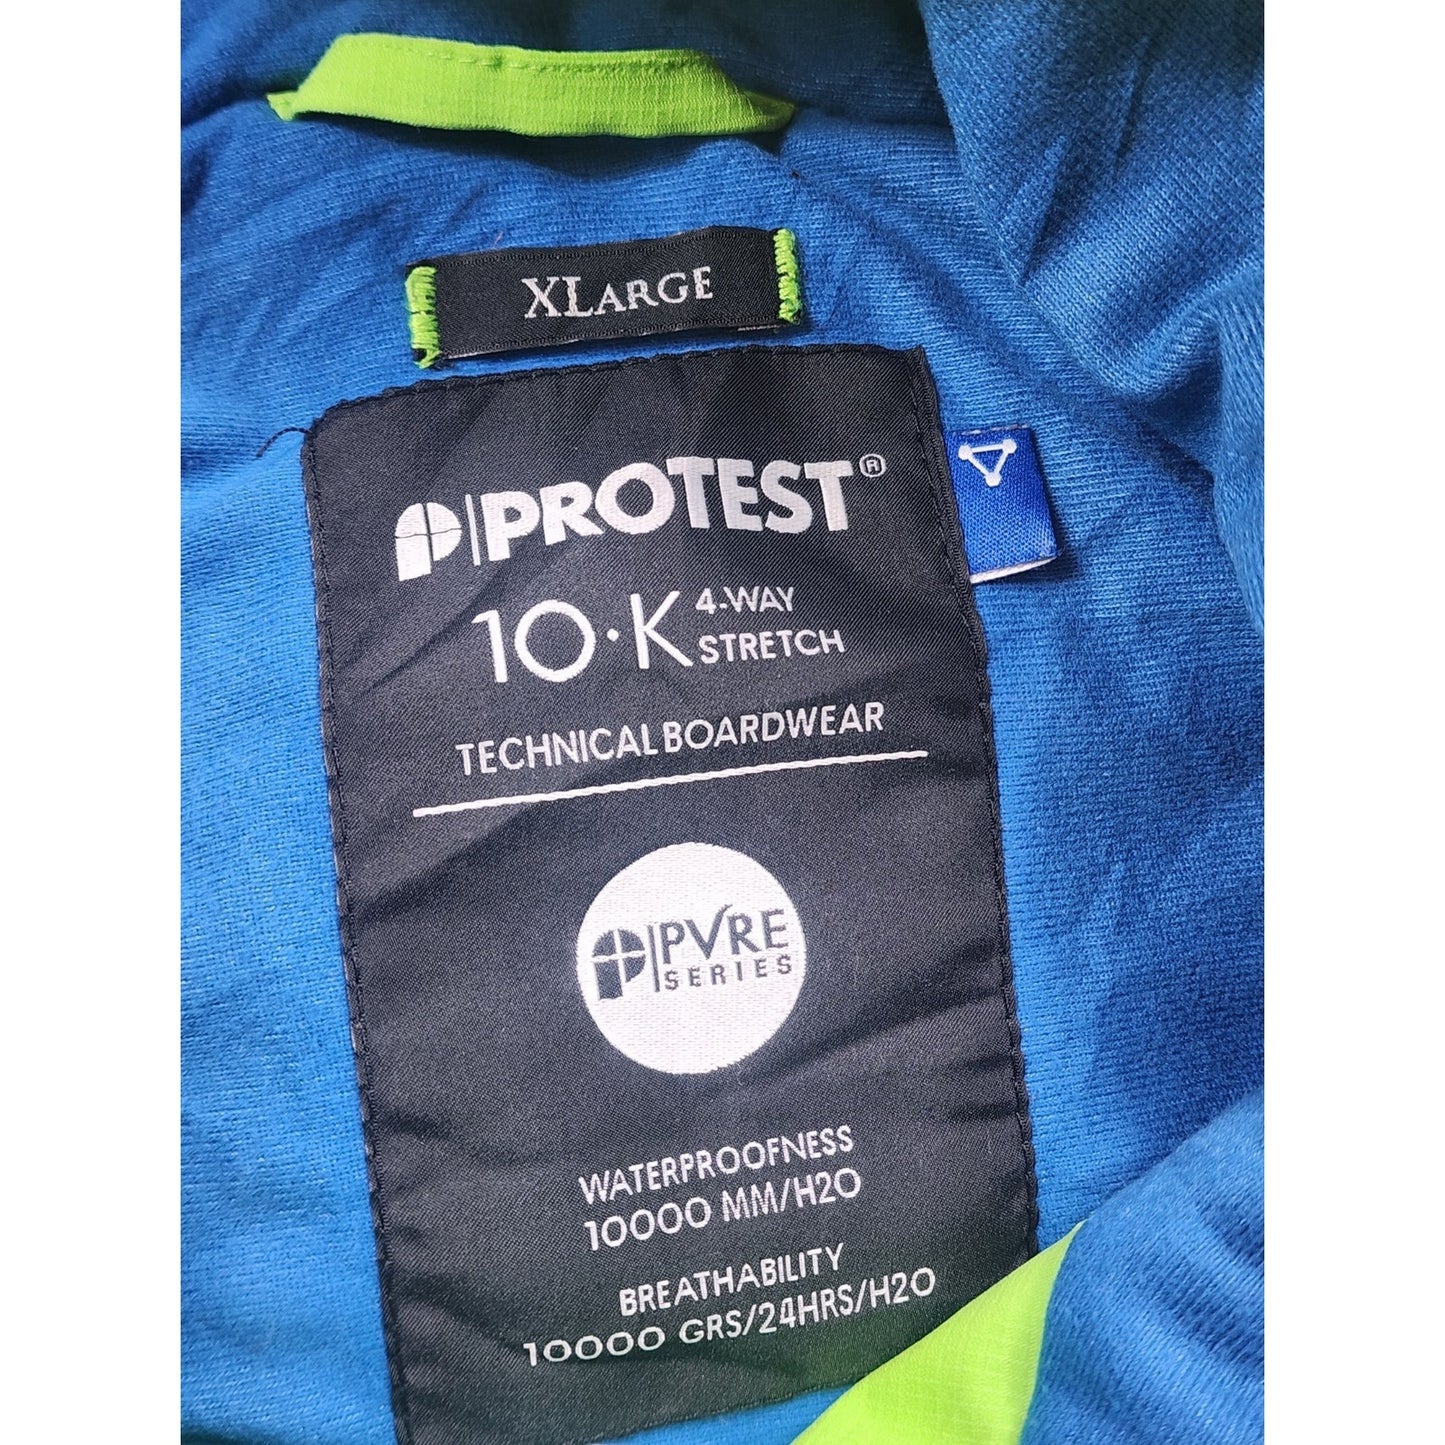 XLARGE
P|PROTEST®
10·K 4-WAY STRETCH
TECHNICAL BOARDWEAR
P|PVRE
SERIES
WATERPROOFNESS
10000 MM/H2O
BREATHABILITY
10000 GRS/24HRS/H2O